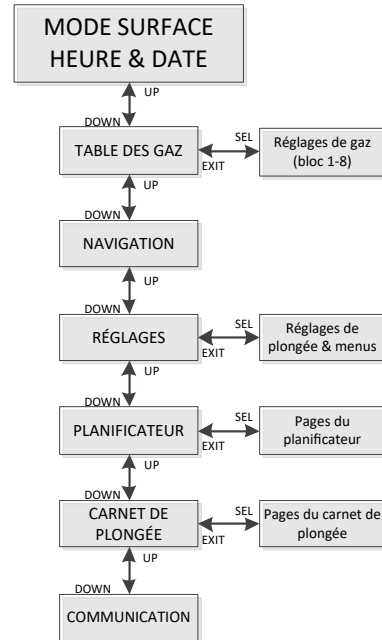 MODE SURFACE
HEURE & DATE
UP
DOWN
TABLE DES GAZ
SEL
EXIT
Réglages de gaz
(bloc 1-8)
UP
DOWN
NAVIGATION
UP
DOWN
RÉGLAGES
SEL
EXIT
Réglages de
plongée & menus
UP
DOWN
PLANIFICATEUR
SEL
EXIT
Pages du
planificateur
UP
DOWN
CARNET DE
PLONGÉE
SEL
EXIT
Pages du carnet de
plongée
UP
DOWN
COMMUNICATION